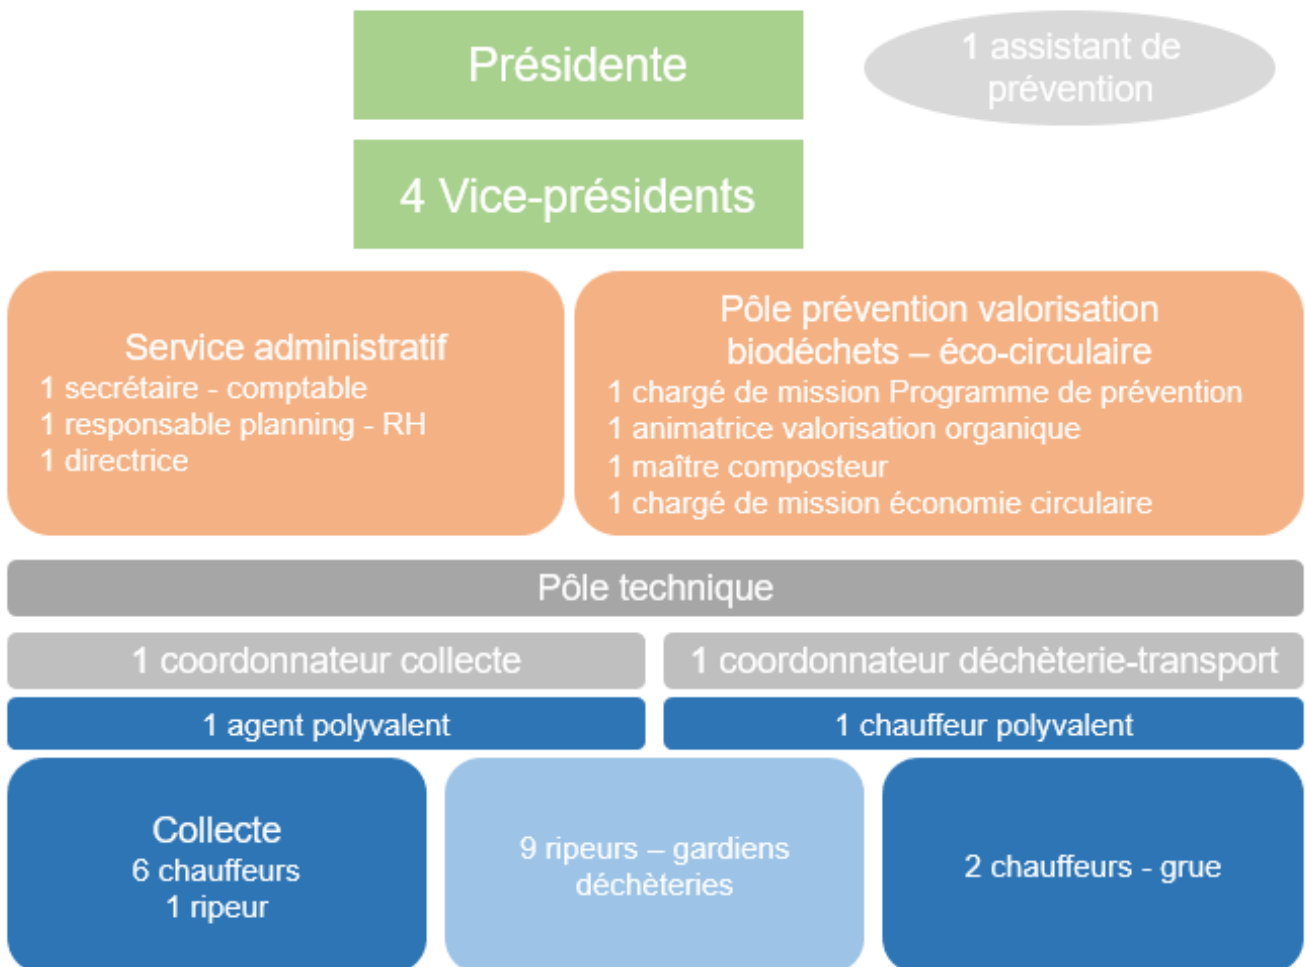 Présidente
1 assistant de
prévention
4 Vice-présidents
Service administratif
1 secrétaire - comptable
1 responsable planning - RH
1 directrice
Pôle prévention valorisation
biodéchets – éco-circulaire
1 chargé de mission Programme de prévention
1 animatrice valorisation organique
1 maître composteur
1 chargé de mission économie circulaire
Pôle technique
1 coordonnateur collecte
1 coordonnateur déchèterie-transport
1 agent polyvalent
1 chauffeur polyvalent
Collecte
6 chauffeurs
1 ripeur
9 ripeurs – gardiens
déchèteries
2 chauffeurs - grue